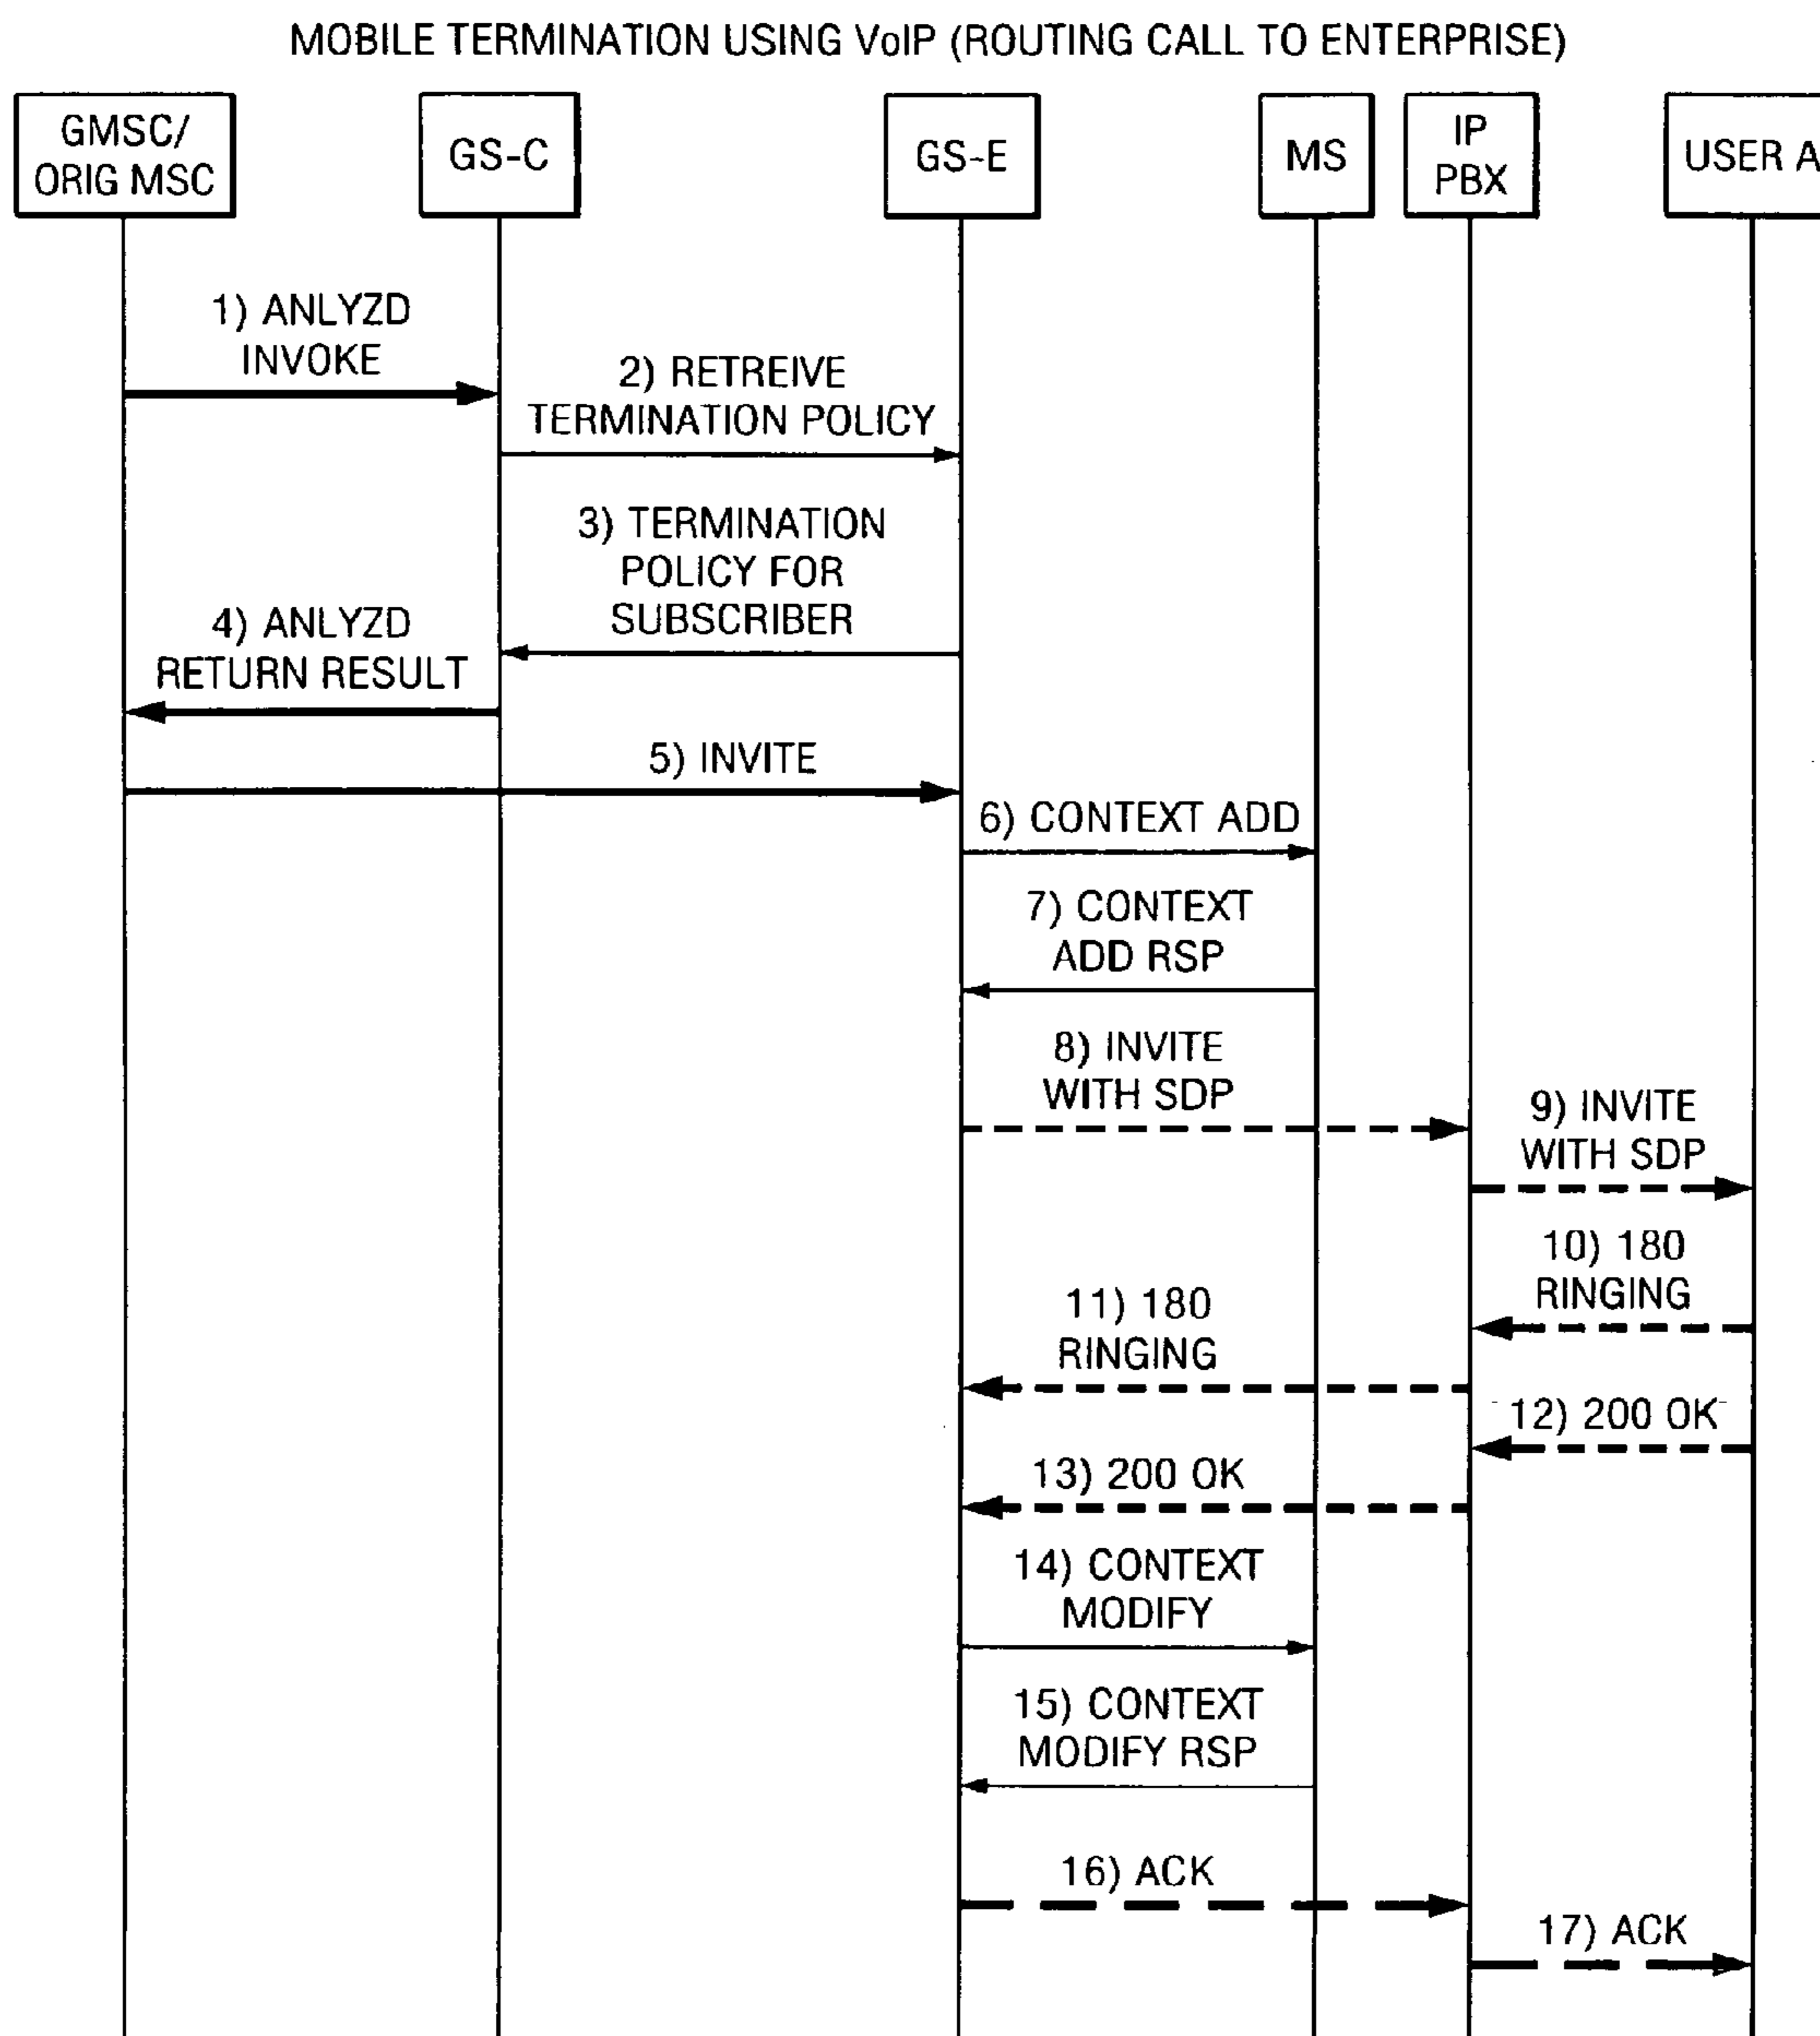 MOBILE TERMINATION USING VoIP (ROUTING CALL TO ENTERPRISE)
GMSC/
ORIG MSC
GS-C
GS-E
MS
IP
PBX
USER A
1) ANLYZD
INVOKE
2) RETREIVE
TERMINATION POLICY
3) TERMINATION
POLICY FOR
SUBSCRIBER
4) ANLYZD
RETURN RESULT
5) INVITE
6) CONTEXT ADD
7) CONTEXT
ADD RSP
8) INVITE
WITH SDP
9) INVITE
WITH SDP
10) 180
RINGING
11) 180
RINGING
12) 200 OK
13) 200 OK
14) CONTEXT
MODIFY
15) CONTEXT
MODIFY RSP
16) ACK
17) ACK